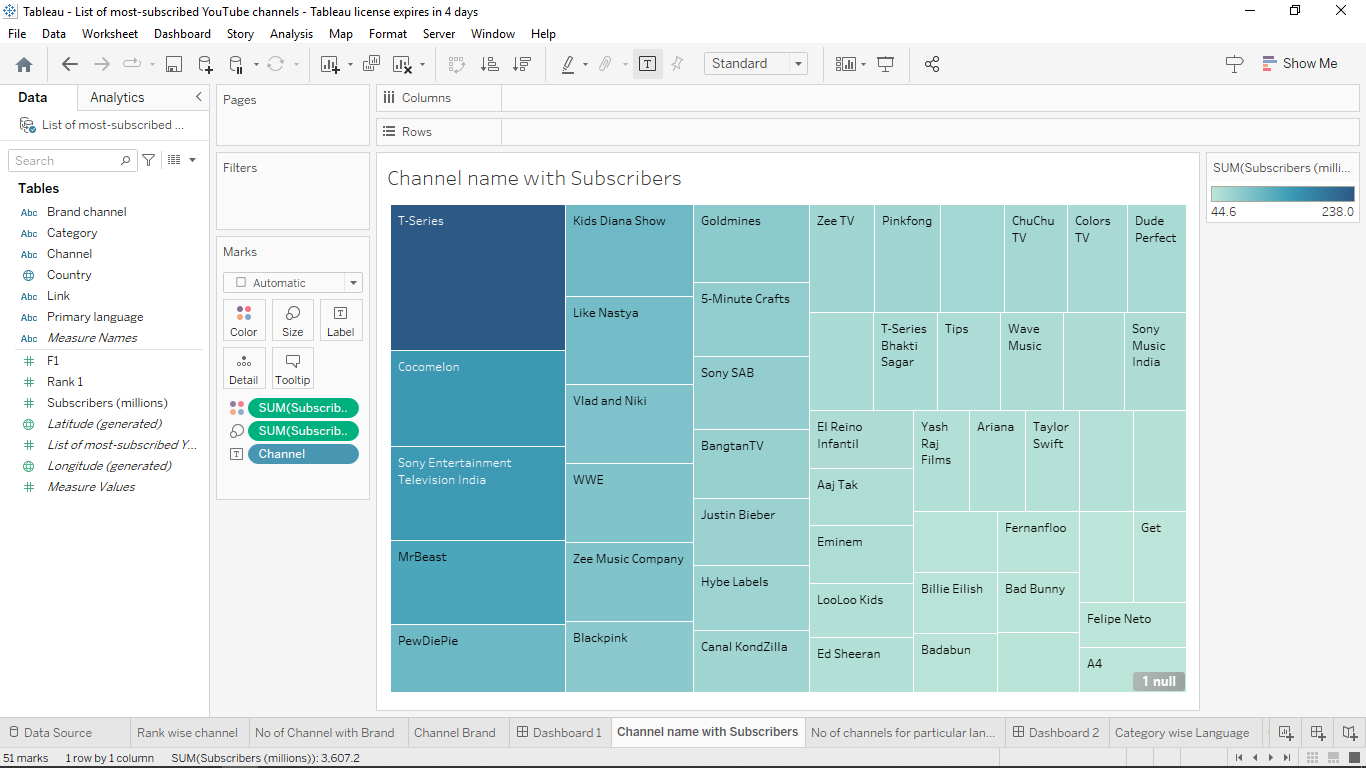 Tableau - List of most-subscribed YouTube channels - Tableau license expires in 4 days
File Data Worksheet Dashboard Story Analysis Map Format Server Window Help
Standard
Show Me
Data Analytics
List of most-subscribed ...
Search
Tables
Abc Brand channel
Abc Category
Abc Channel
Country
Abc Link
Abc Primary language
Abc Measure Names
# F1
# Rank 1
# Subscribers (millions)
Latitude (generated)
# List of most-subscribed Y...
Longitude (generated)
# Measure Values
Pages
Filters
Marks
Automatic
Color Size Label
Detail Tooltip
SUM(Subscrib..
SUM(Subscrib..
Channel
Columns
Rows
Channel name with Subscribers
T-Series
Cocomelon
Sony Entertainment
Television India
MrBeast
PewDiePie
Kids Diana Show
Like Nastya
Vlad and Niki
WWE
Zee Music Company
Blackpink
Goldmines
5-Minute Crafts
Sony SAB
BangtanTV
Justin Bieber
Hybe Labels
Canal KondZilla
Zee TV
Pinkfong
ChuChu
TV
Colors
TV
Dude
Perfect
T-Series
Bhakti
Sagar
Tips
Wave
Music
Sony
Music
India
El Reino
Infantil
Aaj Tak
Eminem
LooLoo Kids
Ed Sheeran
Yash
Raj
Films
Ariana
Taylor
Swift
Fernanfloo
Get
Billie Eilish
Bad Bunny
Badabun
Felipe Neto
A4
1 null
SUM(Subscribers (milli...
44.6 238.0
Data Source Rank wise channel No of Channel with Brand Channel Brand Dashboard 1 Channel name with Subscribers No of channels for particular lan... Dashboard 2 Category wise Language
51 marks 1 row by 1 column SUM(Subscribers (millions)): 3,607.2